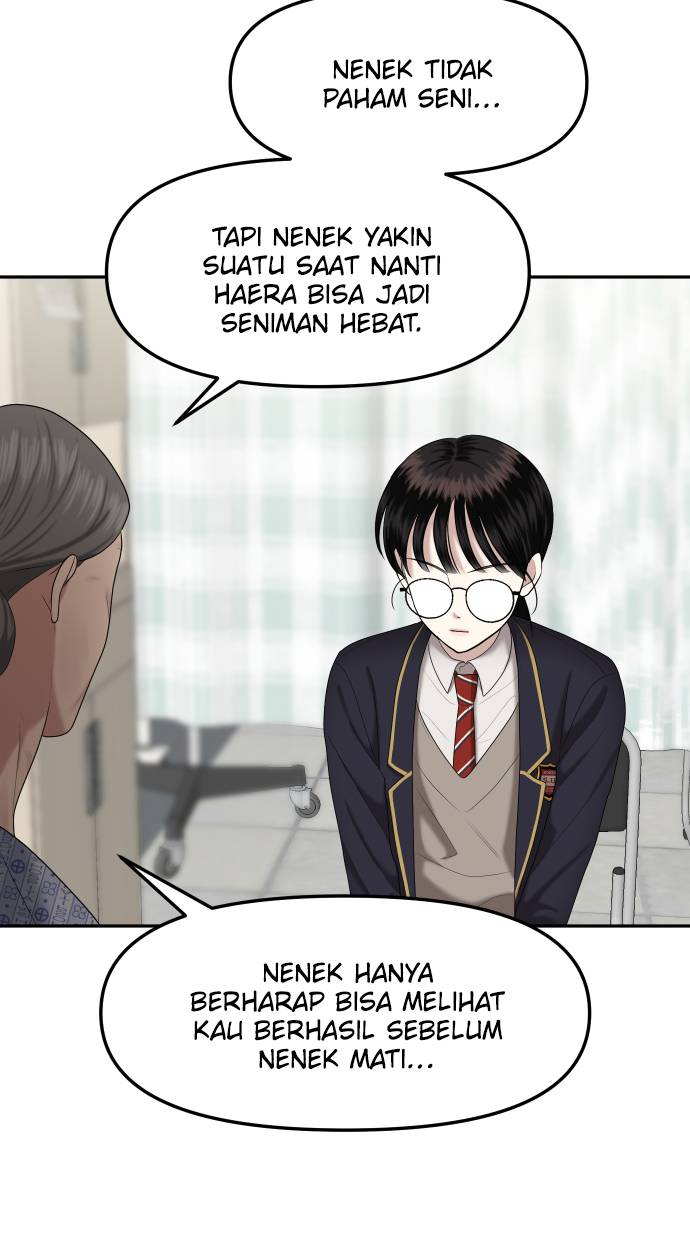 NENEK TIDAK
PAHAM SENI...
TAPI NENEK YAKIN
SUATU SAAT NANTI
HAERA BISA JADI
SENIMAN HEBAT.
NENEK HANYA
BERHARAP BISA MELIHAT
KAU BERHASIL SEBELUM
NENEK MATI...